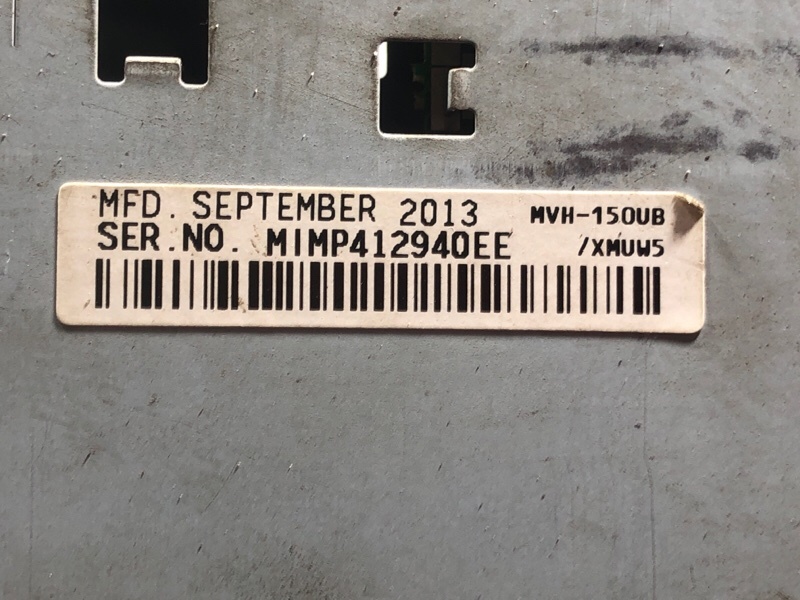 MFD. SEPTEMBER 2013 MVH-150UB
SER.NO. MIMP412940EE /XMUW5